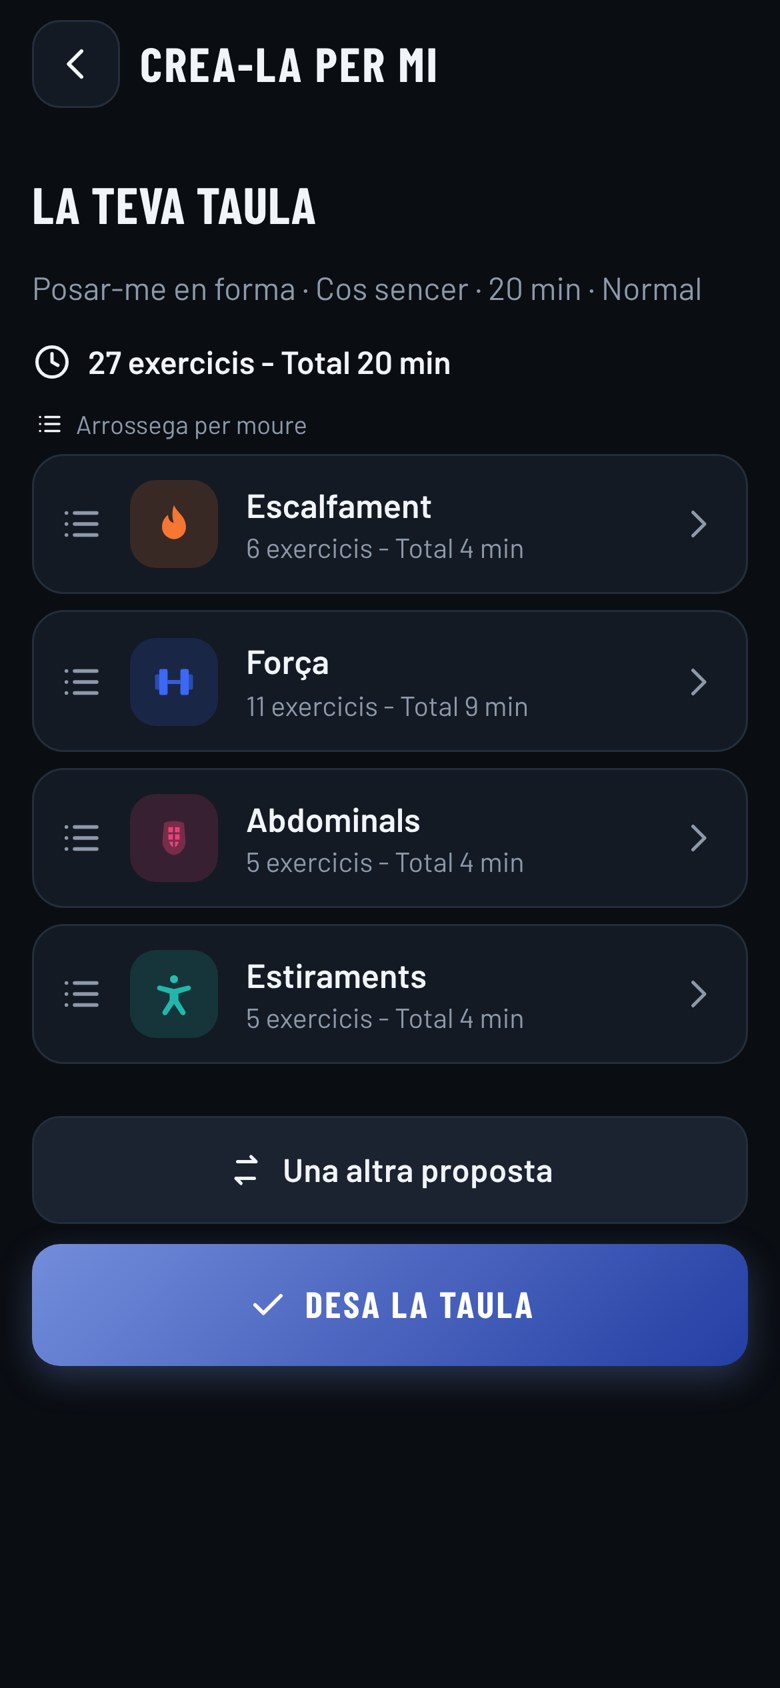 CREA-LA PER MI
LA TEVA TAULA
Posar-me en forma · Cos sencer · 20 min · Normal
27 exercicis - Total 20 min
Arrossega per moure
Escalfament
6 exercicis - Total 4 min
Força
11 exercicis - Total 9 min
Abdominals
5 exercicis - Total 4 min
Estiraments
5 exercicis - Total 4 min
Una altra proposta
DESA LA TAULA